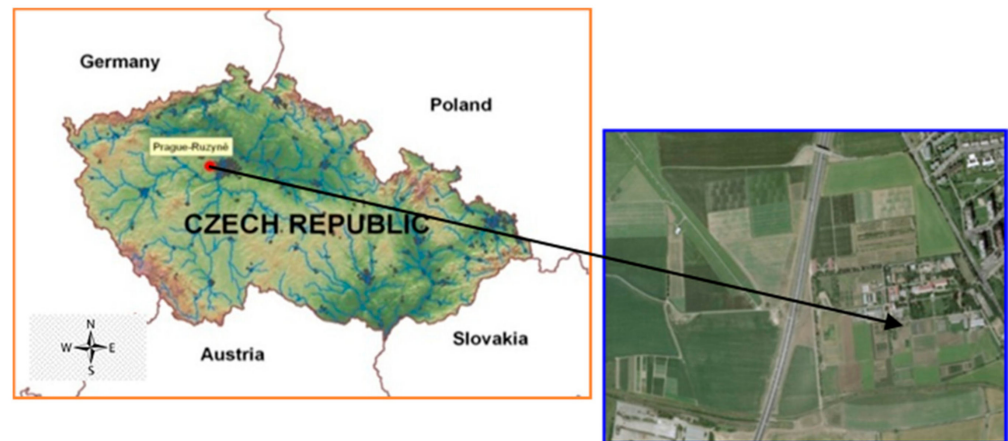 Germany
Poland
Prague-Ruzyně
CZECH REPUBLIC
N
W E
S
Austria
Slovakia